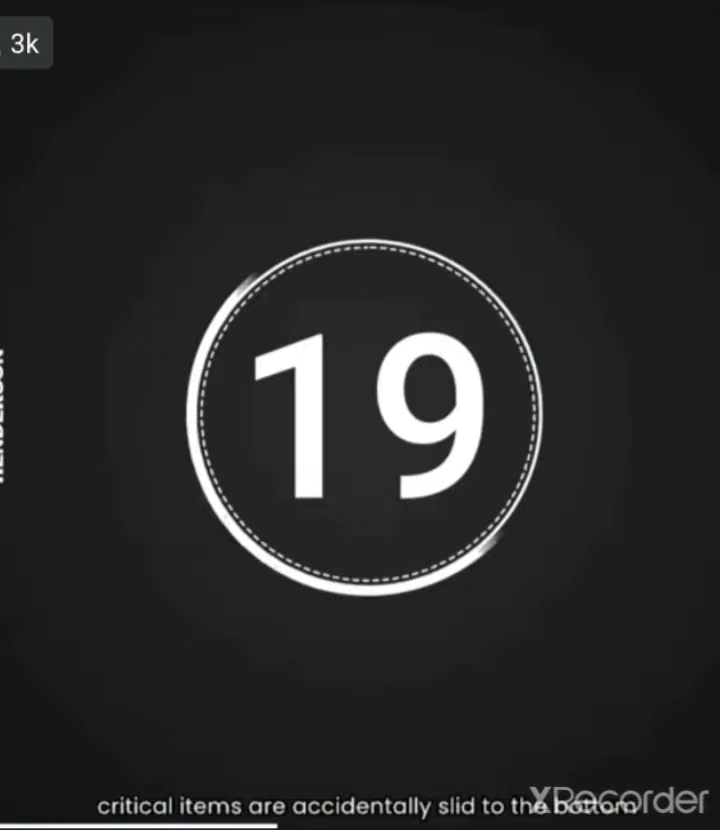 3k
19
critical items are accidentally slid to the bottom
XRecorder